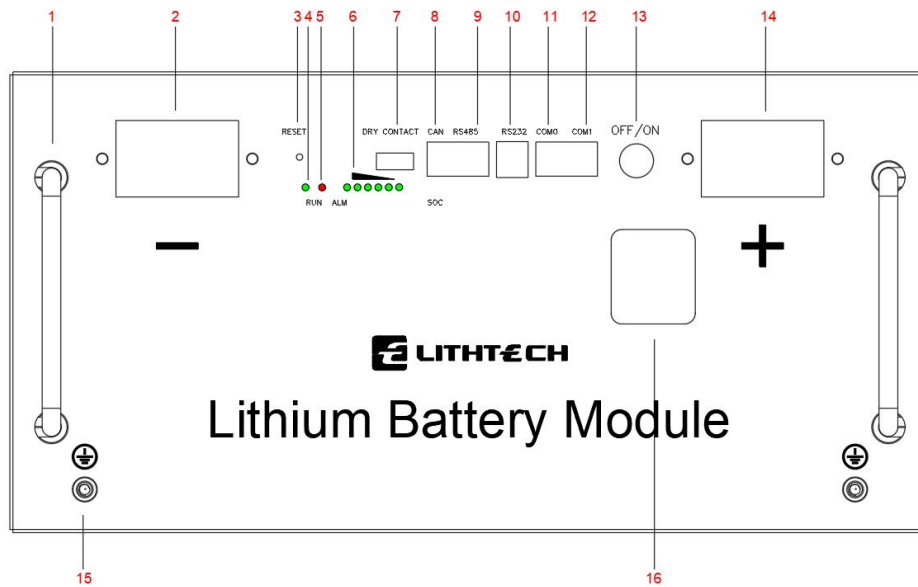 1 2 3 4 5 6 7 8 9 10 11 12 13 14
RESET DRY CONTACT CAN RS485 RS232 COM0 COM1 OFF/ON
RUN ALM SOC
− +
LITHTECH
Lithium Battery Module
15 16